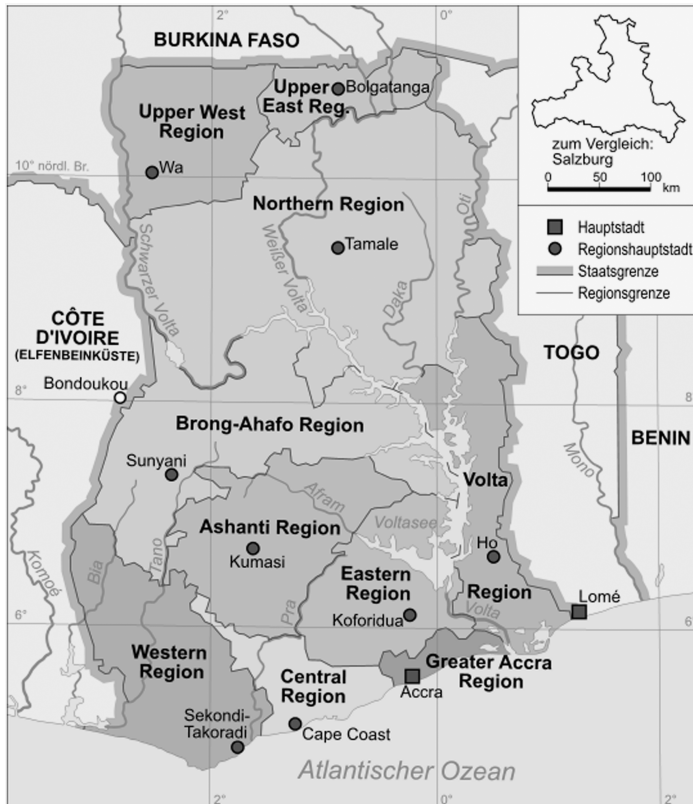 2°
0°
BURKINA FASO
Upper
East Reg.
Bolgatanga
Upper West
Region
10° nördl. Br.
Wa
zum Vergleich:
Salzburg
0
50
100
km
Hauptstadt
Regionshauptstadt
Staatsgrenze
Regionsgrenze
Northern Region
Oti
Schwarzer Volta
Weißer Volta
Tamale
Daka
CÔTE
D'IVOIRE
(ELFENBEINKÜSTE)
Bondoukou
TOGO
8°
8°
Brong-Ahafo Region
BENIN
Mono
Sunyani
Volta
Afram
Ashanti Region
Voltasee
Kumasi
Ho
Komoé
Bia
Tano
Eastern
Region
Region
Lomé
Pra
Koforidua
Volta
6°
6°
Western
Region
Central
Region
Greater Accra
Region
Accra
Sekondi-
Takoradi
Cape Coast
Atlantischer Ozean
2°
0°
2°